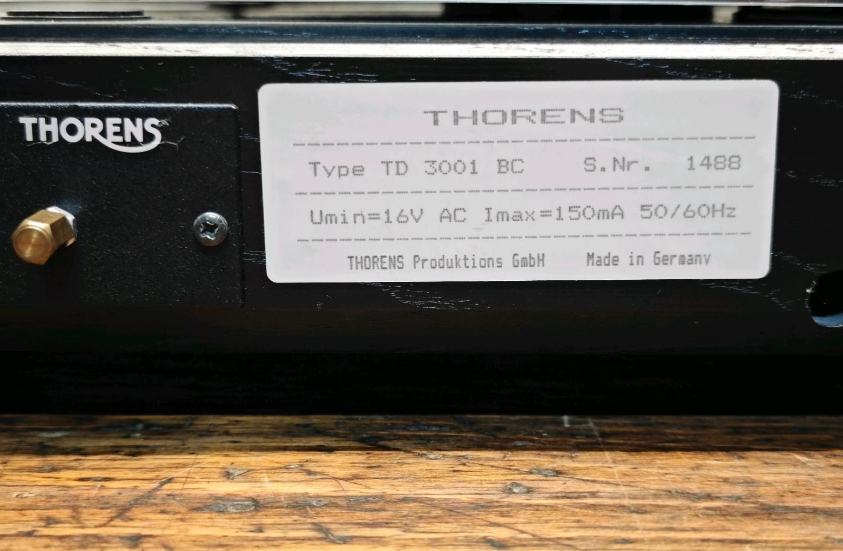 THORENS
THORENS
Type TD 3001 BC S.Nr. 1488
Umin=16V AC Imax=150mA 50/60Hz
THORENS Produktions GmbH Made in Germany